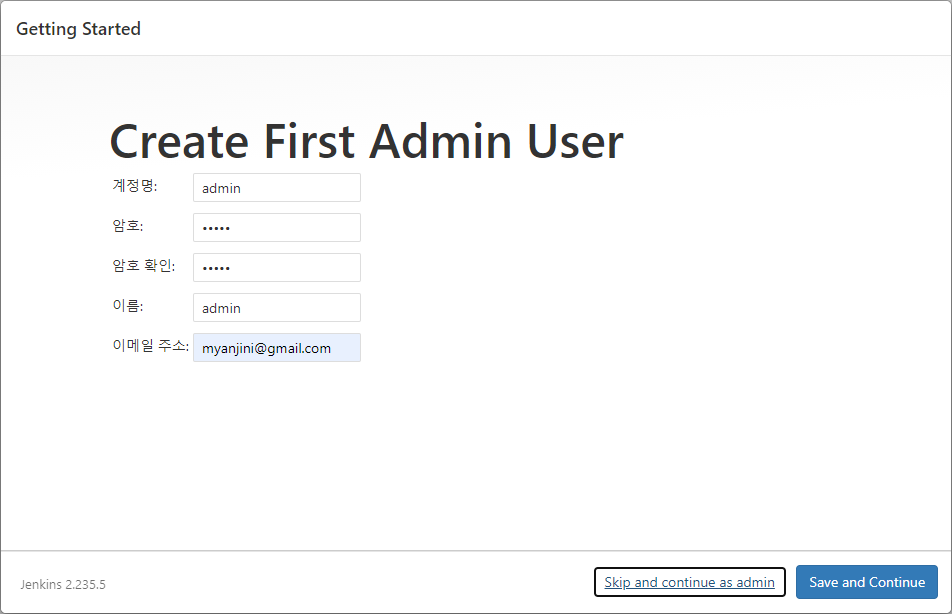 Getting Started
Create First Admin User
계정명: admin
암호: •••••
암호 확인: •••••
이름: admin
이메일 주소: myanjini@gmail.com
Jenkins 2.235.5 Skip and continue as admin Save and Continue